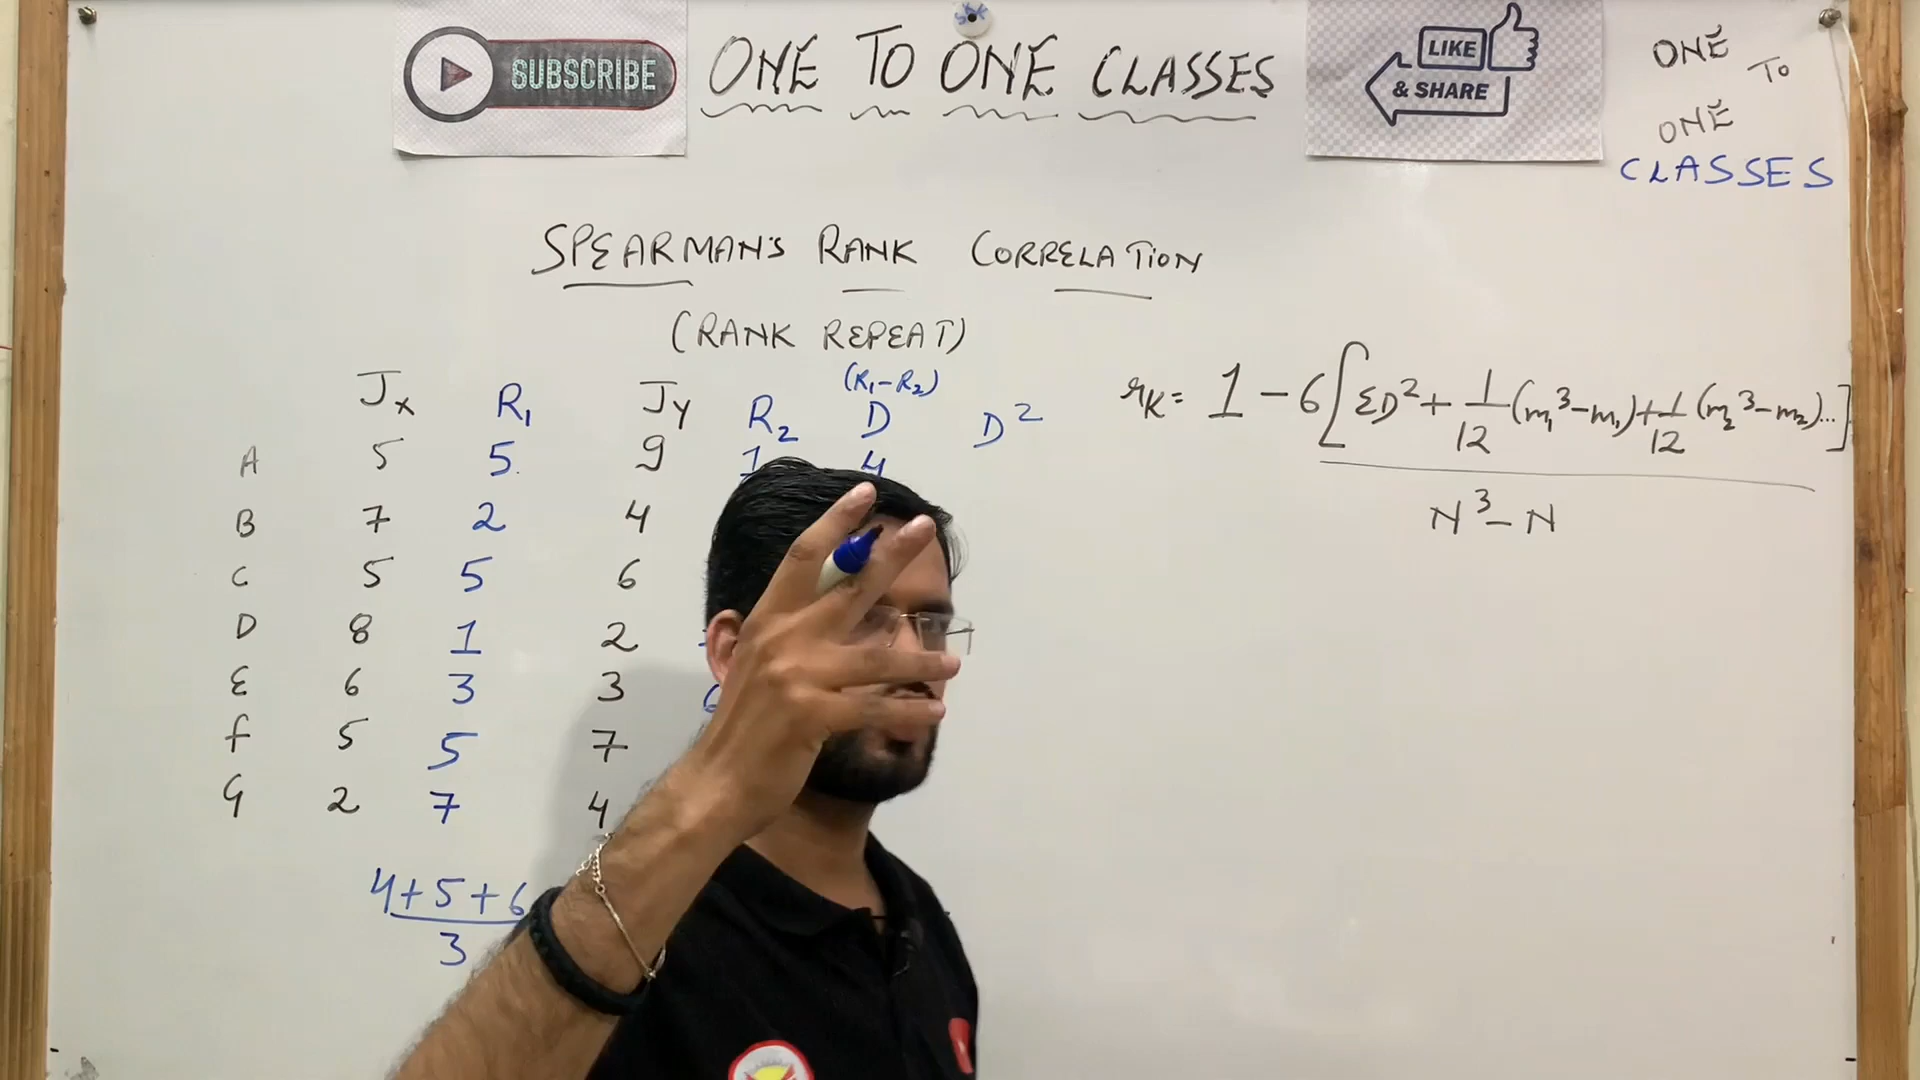 SUBSCRIBE
ONE TO ONE CLASSES
LIKE
& SHARE
ONE
TO
ONE
CLASSES
SPEARMAN'S RANK CORRELATION
(RANK REPEAT)
Jx R₁ Jy R₂ (R₁-R₂) D D²
A 5 5. 9 1 4
B 7 2 4
C 5 5 6
D 8 1 2
E 6 3 3 6
F 5 5 7
G 2 7 4
4+5+6
3
rK = 1 - 6[ΣD² + 1/12 (m₁³-m₁) + 1/12 (m₂³-m₂)...]
N³-N